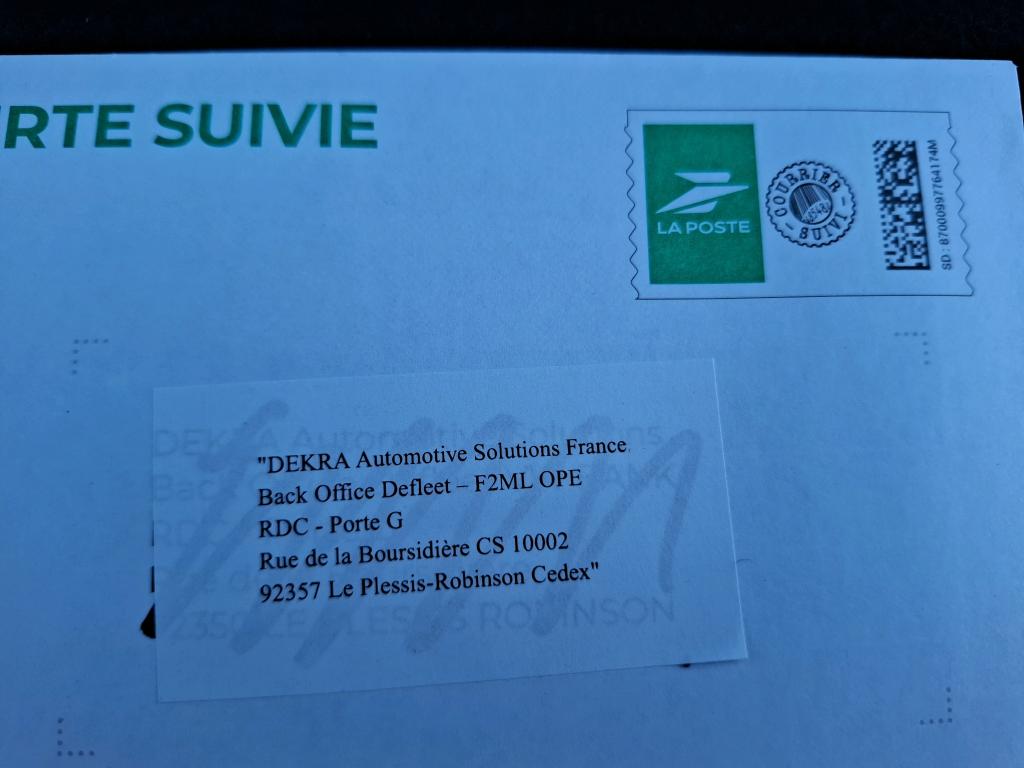 RTE SUIVIE
LA POSTE
COURRIER
SUIVI
SD : 87000997764174M
"DEKRA Automotive Solutions France
Back Office Defleet – F2ML OPE
RDC - Porte G
Rue de la Boursidière CS 10002
92357 Le Plessis-Robinson Cedex"